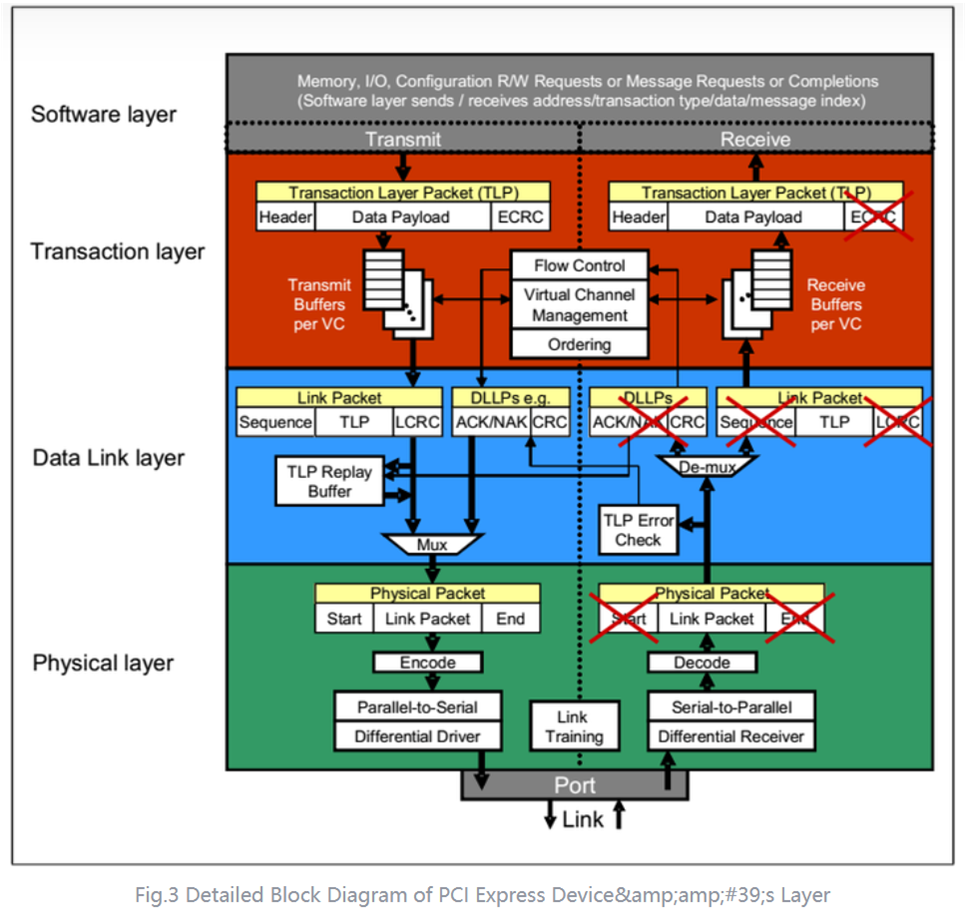 Memory, I/O, Configuration R/W Requests or Message Requests or Completions
(Software layer sends / receives address/transaction type/data/message index)
Software layer
Transmit
Receive
Transaction Layer Packet (TLP)
Header
Data Payload
ECRC
Transaction Layer Packet (TLP)
Header
Data Payload
ECRC
Transaction layer
Transmit
Buffers
per VC
Flow Control
Virtual Channel
Management
Ordering
Receive
Buffers
per VC
Data Link layer
Link Packet
Sequence
TLP
LCRC
DLLPs e.g.
ACK/NAK
CRC
DLLPs
ACK/NAK
CRC
Link Packet
Sequence
TLP
LCRC
TLP Replay
Buffer
De-mux
TLP Error
Check
Mux
Physical layer
Physical Packet
Start
Link Packet
End
Physical Packet
Start
Link Packet
End
Encode
Decode
Parallel-to-Serial
Differential Driver
Link
Training
Serial-to-Parallel
Differential Receiver
Port
Link
Fig.3 Detailed Block Diagram of PCI Express Device&amp;amp;#39;s Layer